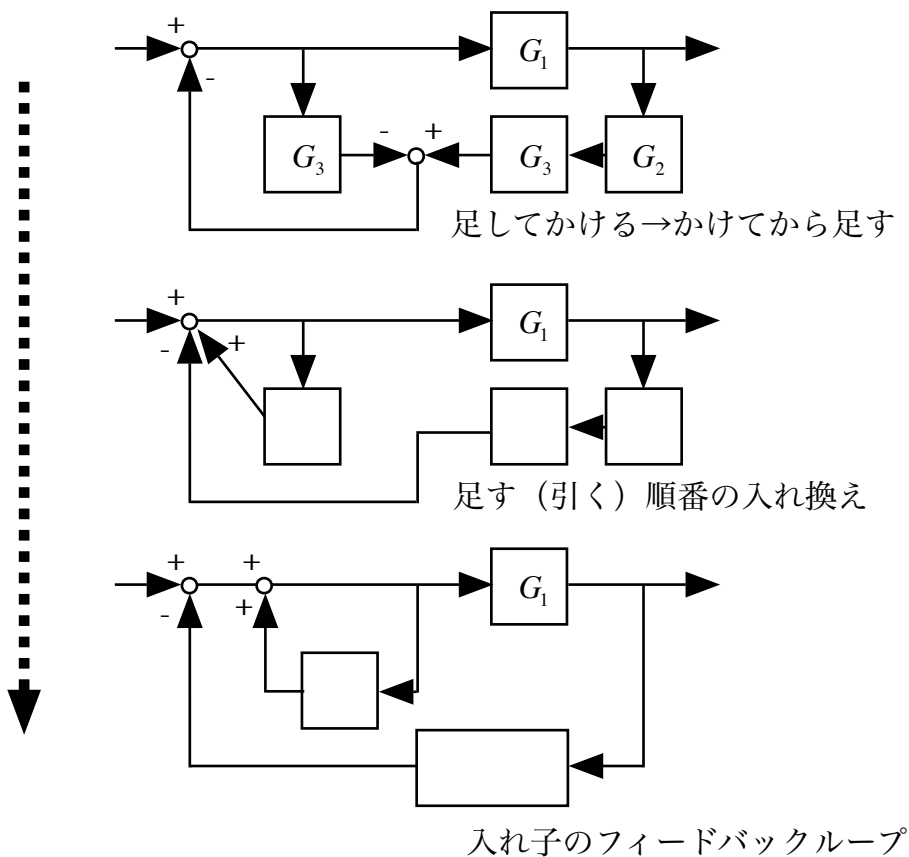 +
G₁
-
- +
G₃ G₃ G₂
足してかける→かけてから足す
+
G₁
- +
足す（引く）順番の入れ換え
+ +
G₁
- +
入れ子のフィードバックループ